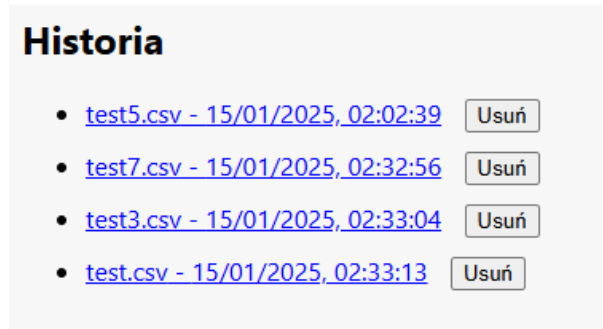 Historia
test5.csv - 15/01/2025, 02:02:39 Usuń
test7.csv - 15/01/2025, 02:32:56 Usuń
test3.csv - 15/01/2025, 02:33:04 Usuń
test.csv - 15/01/2025, 02:33:13 Usuń